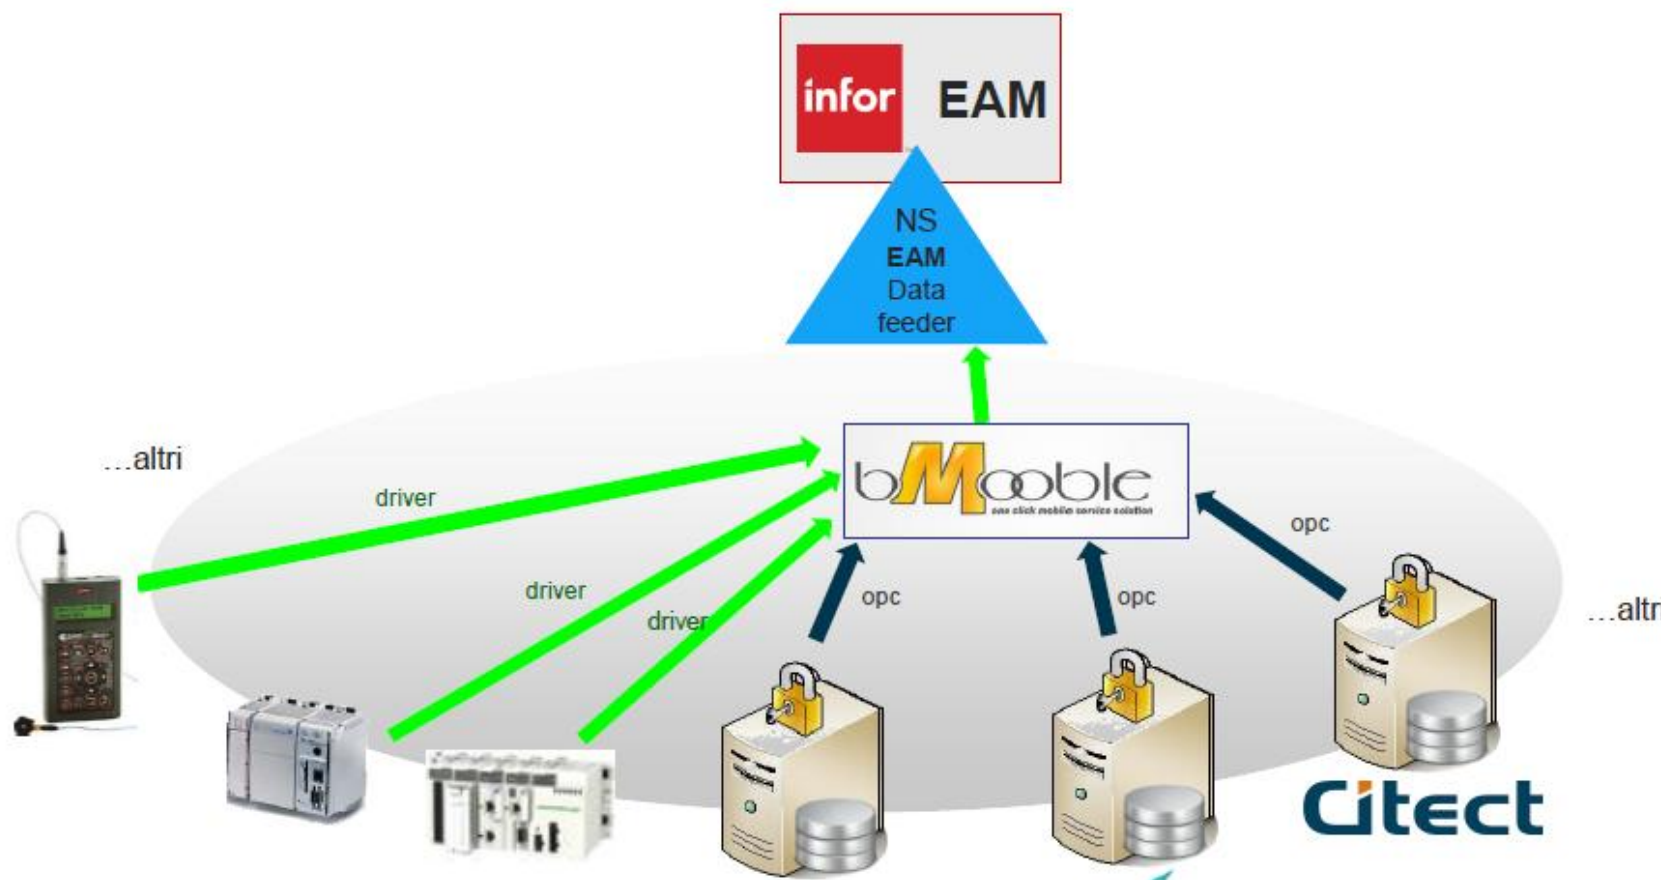 infor
EAM
NS
EAM
Data
feeder
bMooble
one click mobile service solution
...altri
driver
driver
driver
opc
opc
opc
...altri
Citect